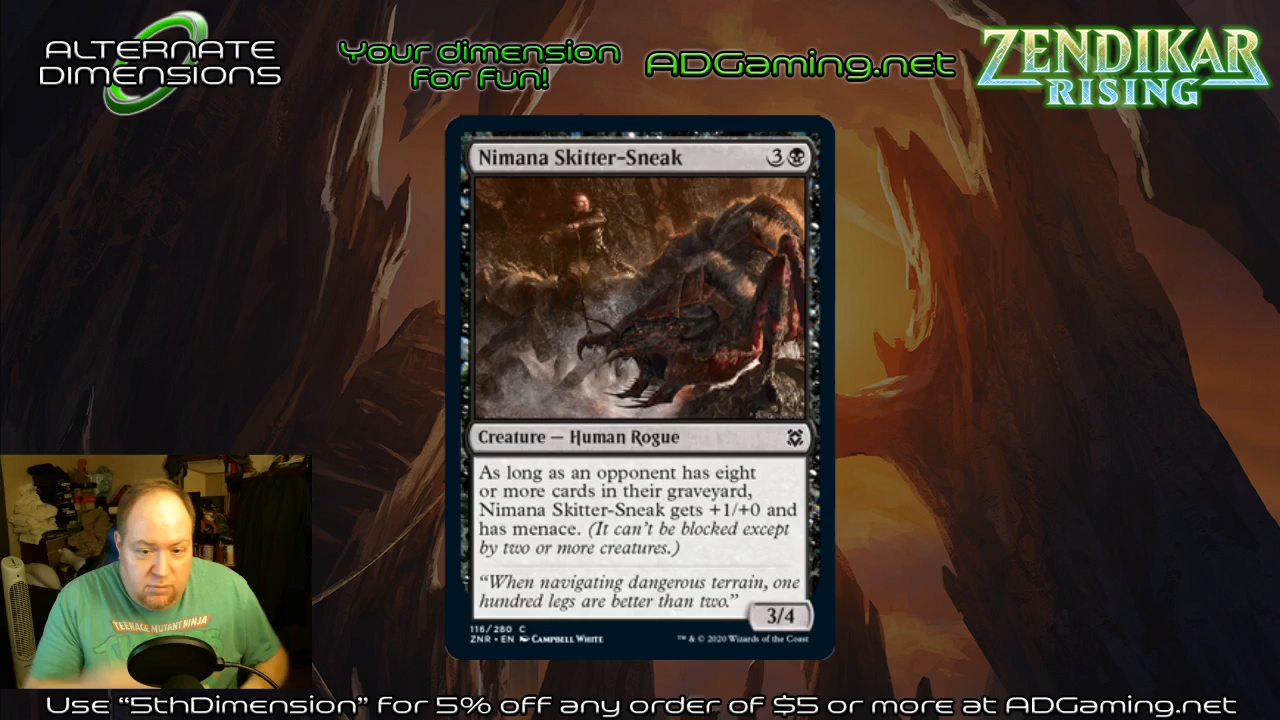 ALTERNATE
DIMENSIONS
Your dimension
for fun!
ADGaming.net
ZENDIKAR
RISING
Nimana Skitter-Sneak 3
Creature — Human Rogue
As long as an opponent has eight
or more cards in their graveyard,
Nimana Skitter-Sneak gets +1/+0 and
has menace. (It can't be blocked except
by two or more creatures.)
“When navigating dangerous terrain, one
hundred legs are better than two.”
3/4
116/280 C
ZNR • EN CAMPBELL WHITE
™ & © 2020 Wizards of the Coast
TEENAGE MUTANT NINJA
Use “5thDimension” for 5% off any order of $5 or more at ADGaming.net